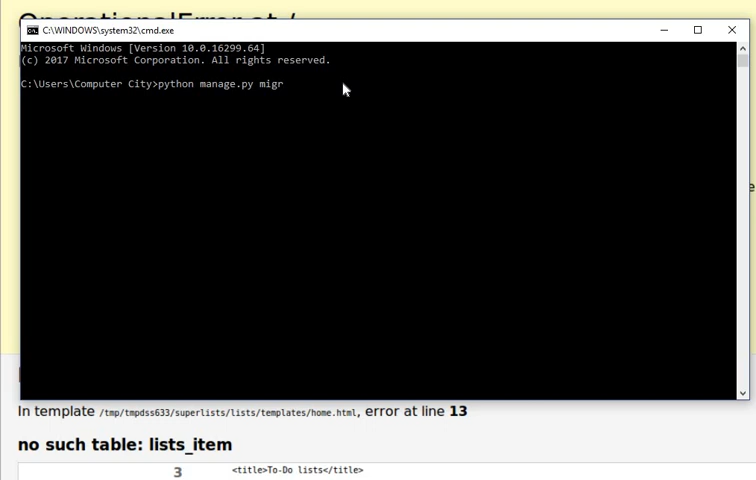 OperationalError at /
C:\WINDOWS\system32\cmd.exe
Microsoft Windows [Version 10.0.16299.64]
(c) 2017 Microsoft Corporation. All rights reserved.
C:\Users\Computer City>python manage.py migr
In template /tmp/tmpdss633/superlists/lists/templates/home.html, error at line 13
no such table: lists_item
3 <title>To-Do lists</title>